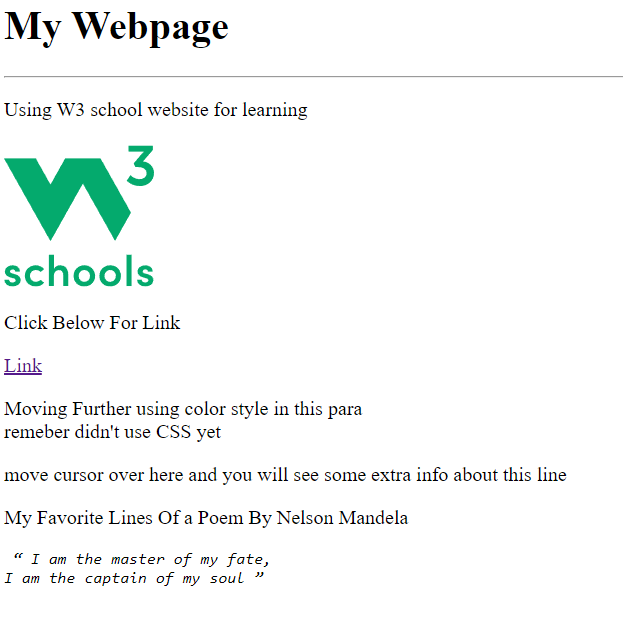 My Webpage
Using W3 school website for learning
W3
schools
Click Below For Link
Link
Moving Further using color style in this para
remeber didn't use CSS yet
move cursor over here and you will see some extra info about this line
My Favorite Lines Of a Poem By Nelson Mandela
“ I am the master of my fate,
I am the captain of my soul ”